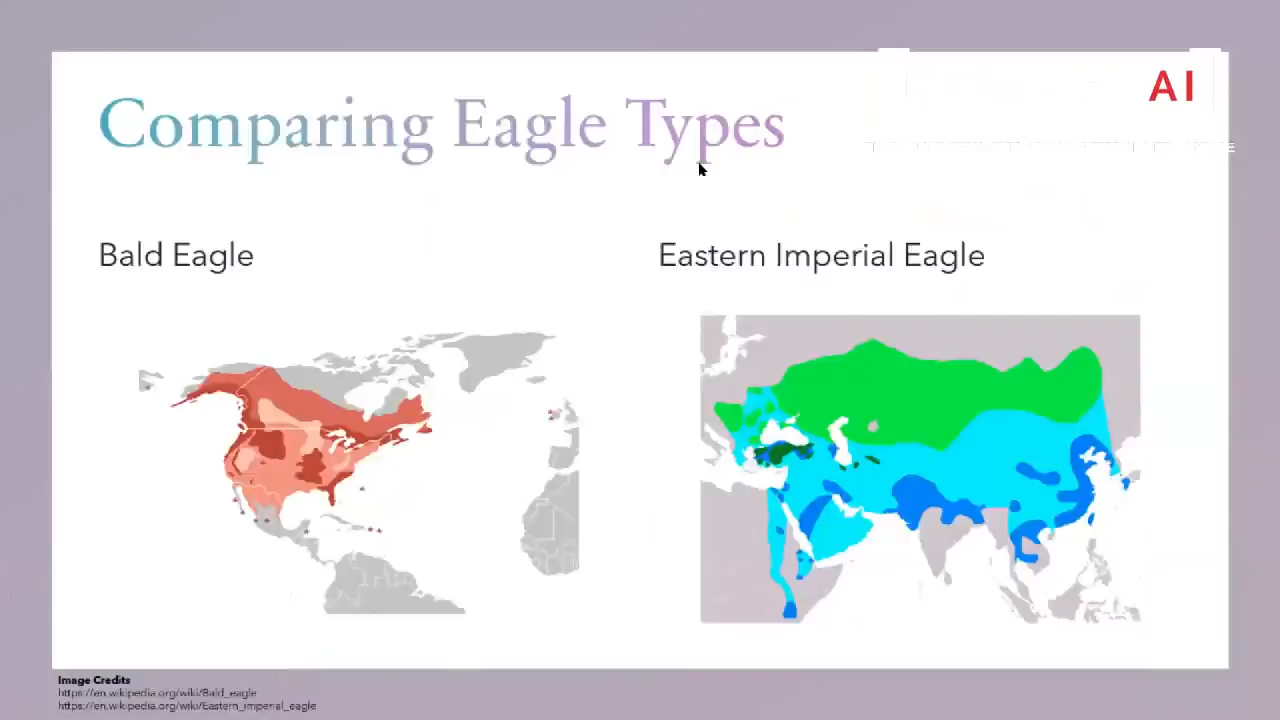 AI
Comparing Eagle Types
Bald Eagle
Eastern Imperial Eagle
Image Credits
https://en.wikipedia.org/wiki/Bald_eagle
https://en.wikipedia.org/wiki/Eastern_imperial_eagle